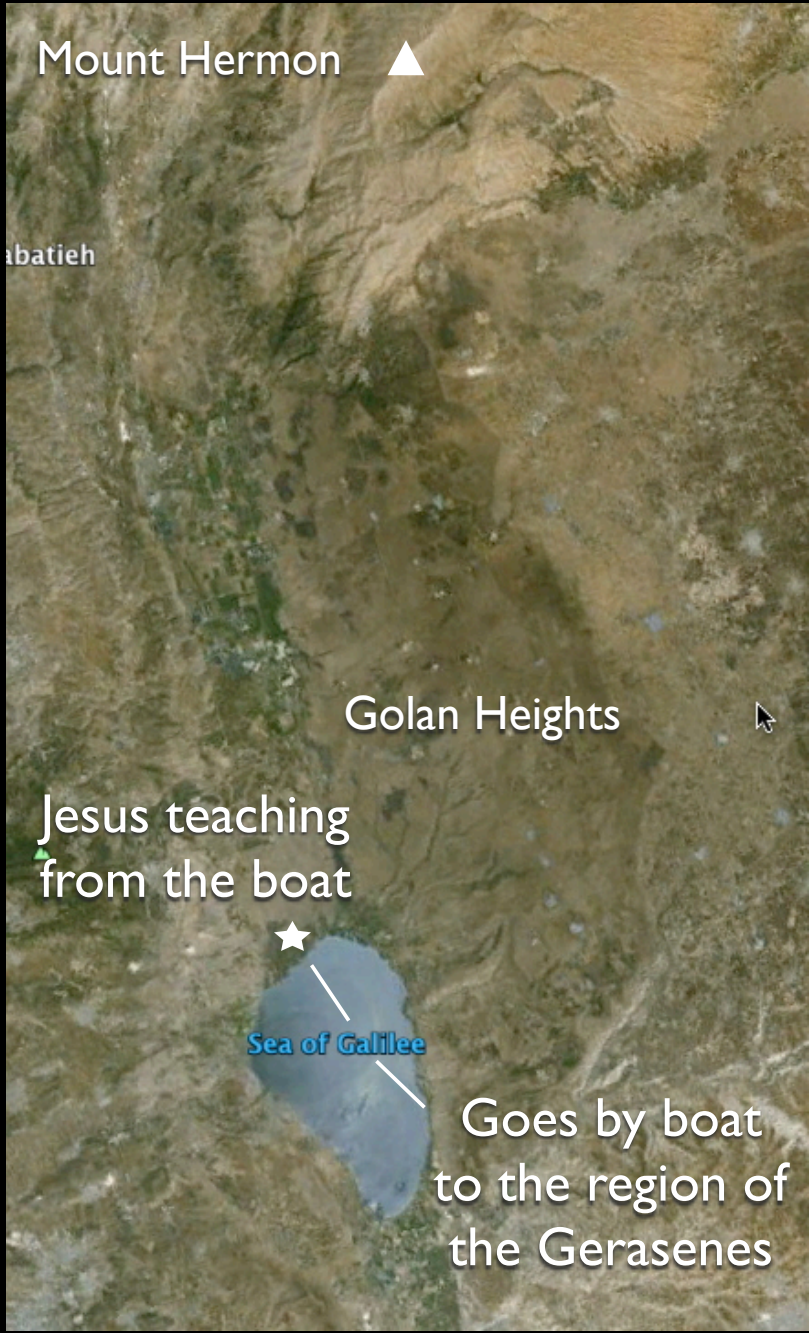 Mount Hermon
abatieh
Golan Heights
Jesus teaching
from the boat
Sea of Galilee
Goes by boat
to the region of
the Gerasenes